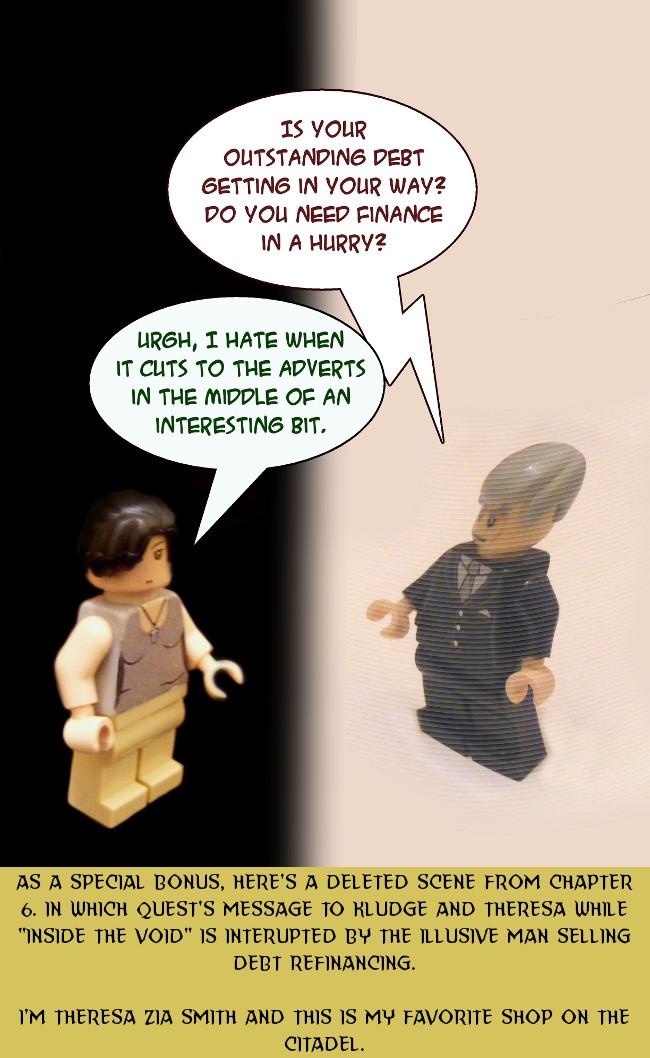 IS YOUR
OUTSTANDING DEBT
GETTING IN YOUR WAY?
DO YOU NEED FINANCE
IN A HURRY?
URGH, I HATE WHEN
IT CUTS TO THE ADVERTS
IN THE MIDDLE OF AN
INTERESTING BIT.
AS A SPECIAL BONUS, HERE'S A DELETED SCENE FROM CHAPTER
6. IN WHICH QUEST'S MESSAGE TO KLUDGE AND THERESA WHILE
"INSIDE THE VOID" IS INTERUPTED BY THE ILLUSIVE MAN SELLING
DEBT REFINANCING.
I'M THERESA ZIA SMITH AND THIS IS MY FAVORITE SHOP ON THE
CITADEL.